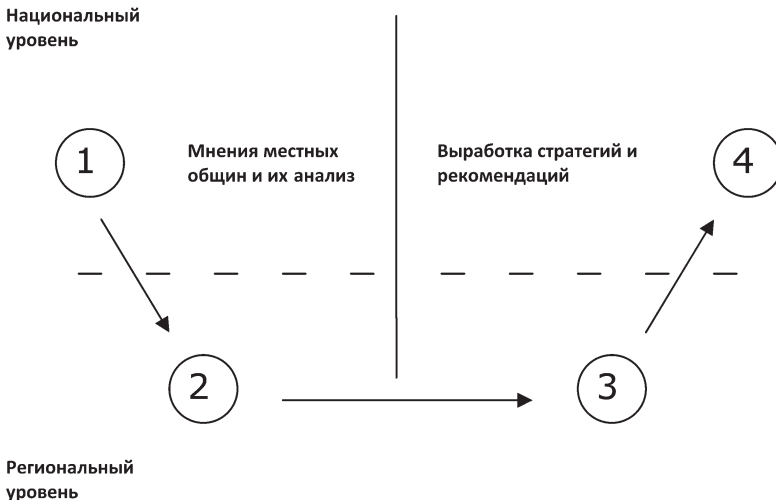 Национальный
уровень
1
Мнения местных
общин и их анализ
Выработка стратегий и
рекомендаций
4
2
3
Региональный
уровень